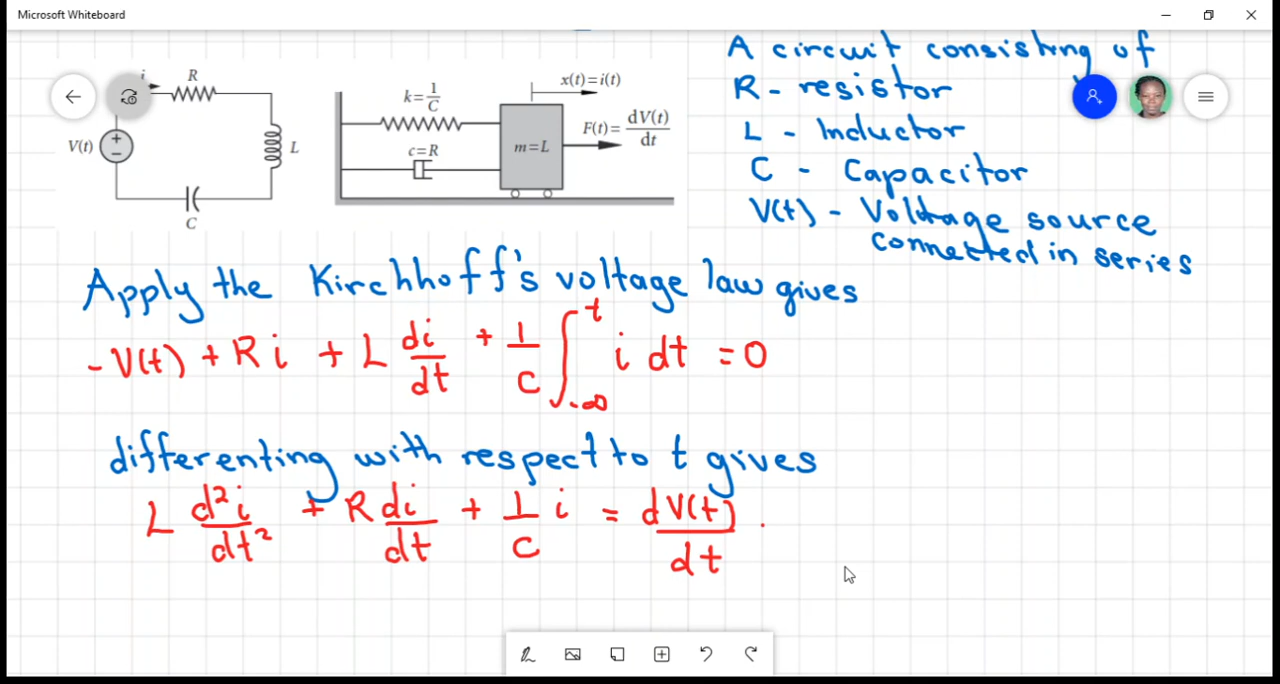 Microsoft Whiteboard
i
R
V(t)
+
−
L
C
k=1/C
c=R
m=L
x(t)=i(t)
F(t)=dV(t)/dt
A circuit consisting of
R - resistor
L - Inductor
C - Capacitor
V(t) - Voltage source
connected in series
Apply the Kirchhoff's voltage law gives
-V(t) + Ri + L di/dt + 1/C ∫_{-∞}^{t} i dt = 0
differenting with respect to t gives
L d²i/dt² + R di/dt + 1/C i = dV(t)/dt .